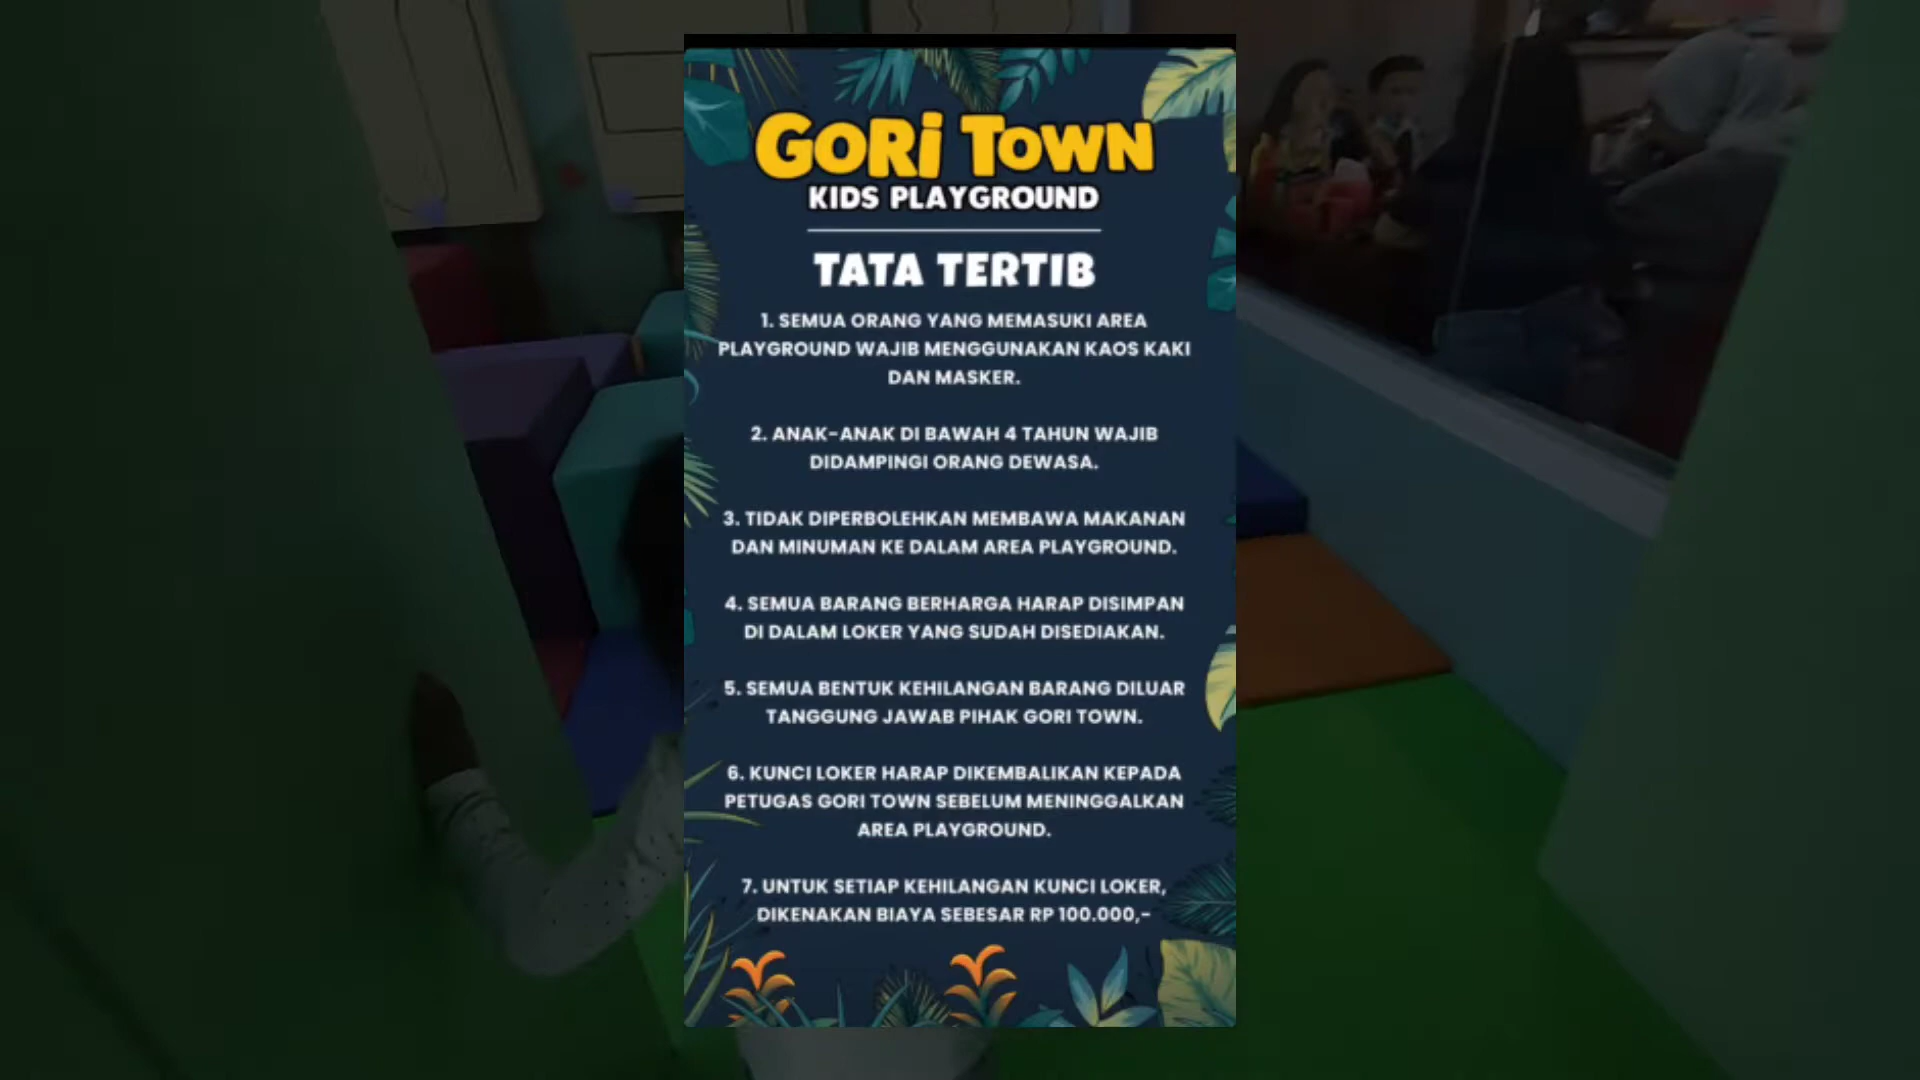 GORi TOWN
KIDS PLAYGROUND
TATA TERTIB
1. SEMUA ORANG YANG MEMASUKI AREA
PLAYGROUND WAJIB MENGGUNAKAN KAOS KAKI
DAN MASKER.
2. ANAK-ANAK DI BAWAH 4 TAHUN WAJIB
DIDAMPINGI ORANG DEWASA.
3. TIDAK DIPERBOLEHKAN MEMBAWA MAKANAN
DAN MINUMAN KE DALAM AREA PLAYGROUND.
4. SEMUA BARANG BERHARGA HARAP DISIMPAN
DI DALAM LOKER YANG SUDAH DISEDIAKAN.
5. SEMUA BENTUK KEHILANGAN BARANG DILUAR
TANGGUNG JAWAB PIHAK GORI TOWN.
6. KUNCI LOKER HARAP DIKEMBALIKAN KEPADA
PETUGAS GORI TOWN SEBELUM MENINGGALKAN
AREA PLAYGROUND.
7. UNTUK SETIAP KEHILANGAN KUNCI LOKER,
DIKENAKAN BIAYA SEBESAR RP 100.000,-